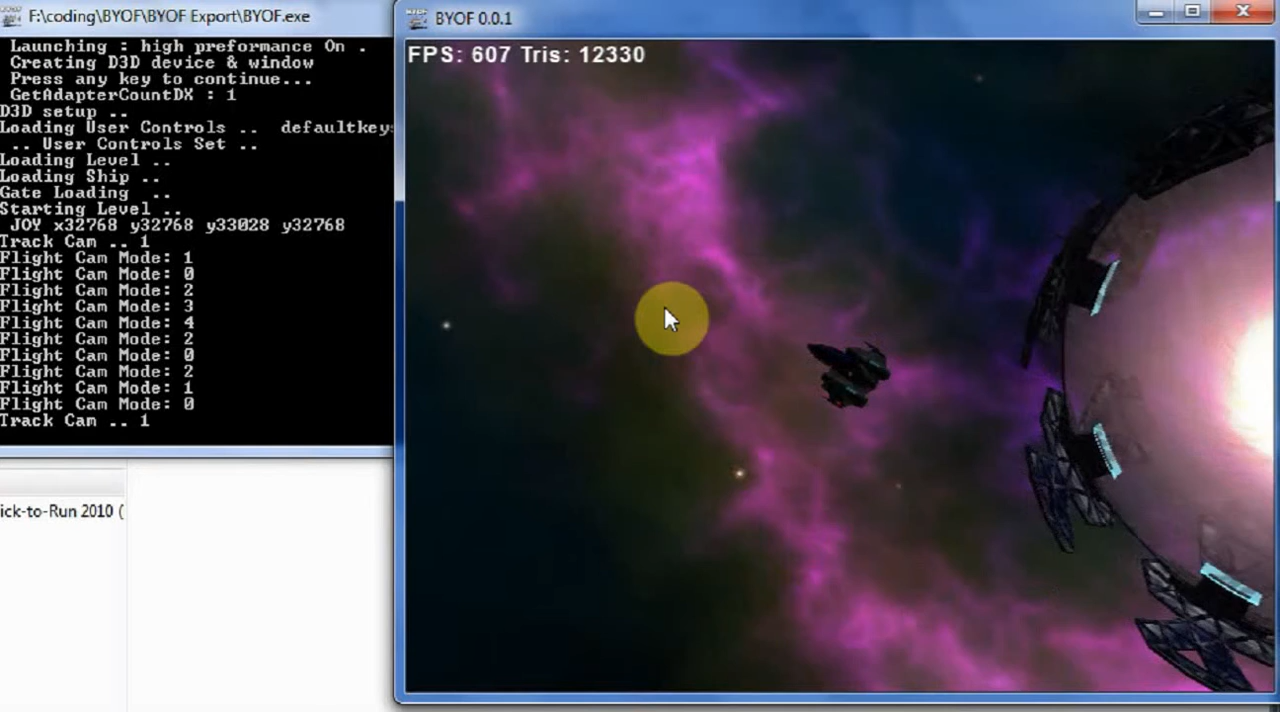 F:\coding\BYOF\BYOF Export\BYOF.exe
Launching : high preformance On .
Creating D3D device & window
Press any key to continue...
GetAdapterCountDX : 1
D3D setup ..
Loading User Controls .. defaultkeys
.. User Controls Set ..
Loading Level ..
Loading Ship ..
Gate Loading ..
Starting Level ..
JOY x32768 y32768 y33028 y32768
Track Cam .. 1
Flight Cam Mode: 1
Flight Cam Mode: 0
Flight Cam Mode: 2
Flight Cam Mode: 3
Flight Cam Mode: 4
Flight Cam Mode: 2
Flight Cam Mode: 0
Flight Cam Mode: 2
Flight Cam Mode: 1
Flight Cam Mode: 0
Track Cam .. 1
ick-to-Run 2010 (
BYOF 0.0.1
FPS: 607 Tris: 12330